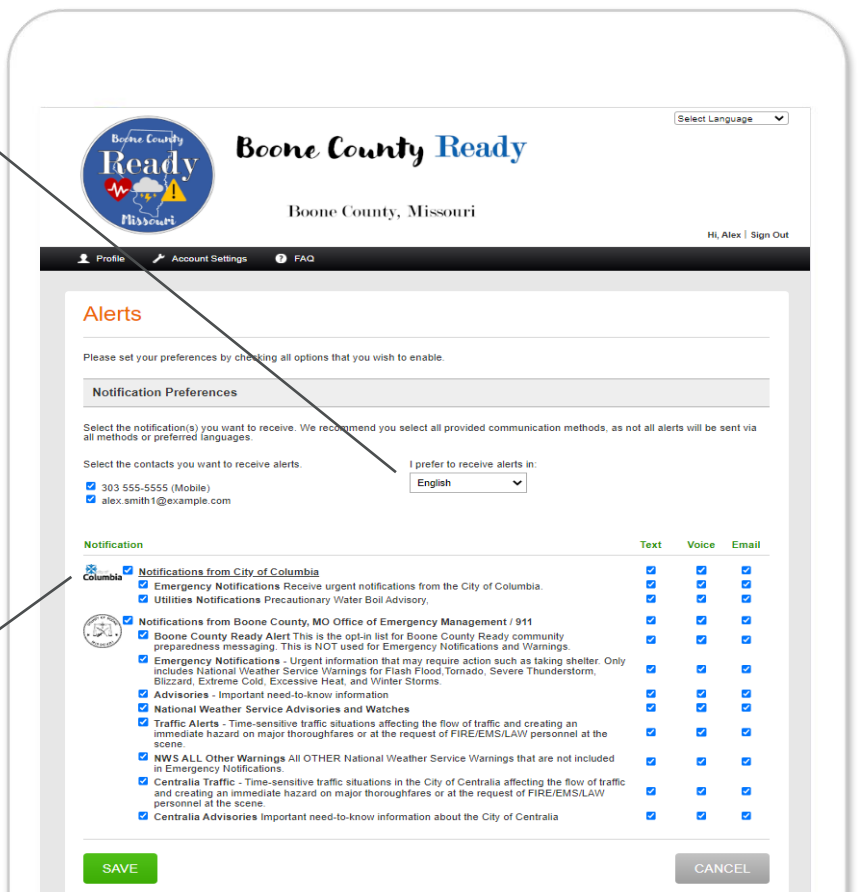 Select Language
Boone County
Ready
Missouri
Boone County Ready
Boone County, Missouri
Hi, Alex | Sign Out
Profile Account Settings ? FAQ
Alerts
Please set your preferences by checking all options that you wish to enable.
Notification Preferences
Select the notification(s) you want to receive. We recommend you select all provided communication methods, as not all alerts will be sent via
all methods or preferred languages.
Select the contacts you want to receive alerts. I prefer to receive alerts in:
303 555-5555 (Mobile) English
alex.smith1@example.com
Notification Text Voice Email
Columbia Notifications from City of Columbia
Emergency Notifications Receive urgent notifications from the City of Columbia.
Utilities Notifications Precautionary Water Boil Advisory,
Notifications from Boone County, MO Office of Emergency Management / 911
Boone County Ready Alert This is the opt-in list for Boone County Ready community
preparedness messaging. This is NOT used for Emergency Notifications and Warnings.
Emergency Notifications - Urgent information that may require action such as taking shelter. Only
includes National Weather Service Warnings for Flash Flood,Tornado, Severe Thunderstorm,
Blizzard, Extreme Cold, Excessive Heat, and Winter Storms.
Advisories - Important need-to-know information
National Weather Service Advisories and Watches
Traffic Alerts - Time-sensitive traffic situations affecting the flow of traffic and creating an
immediate hazard on major thoroughfares or at the request of FIRE/EMS/LAW personnel at the
scene.
NWS ALL Other Warnings All OTHER National Weather Service Warnings that are not included
in Emergency Notifications.
Centralia Traffic - Time-sensitive traffic situations in the City of Centralia affecting the flow of traffic
and creating an immediate hazard on major thoroughfares or at the request of FIRE/EMS/LAW
personnel at the scene.
Centralia Advisories Important need-to-know information about the City of Centralia
SAVE CANCEL